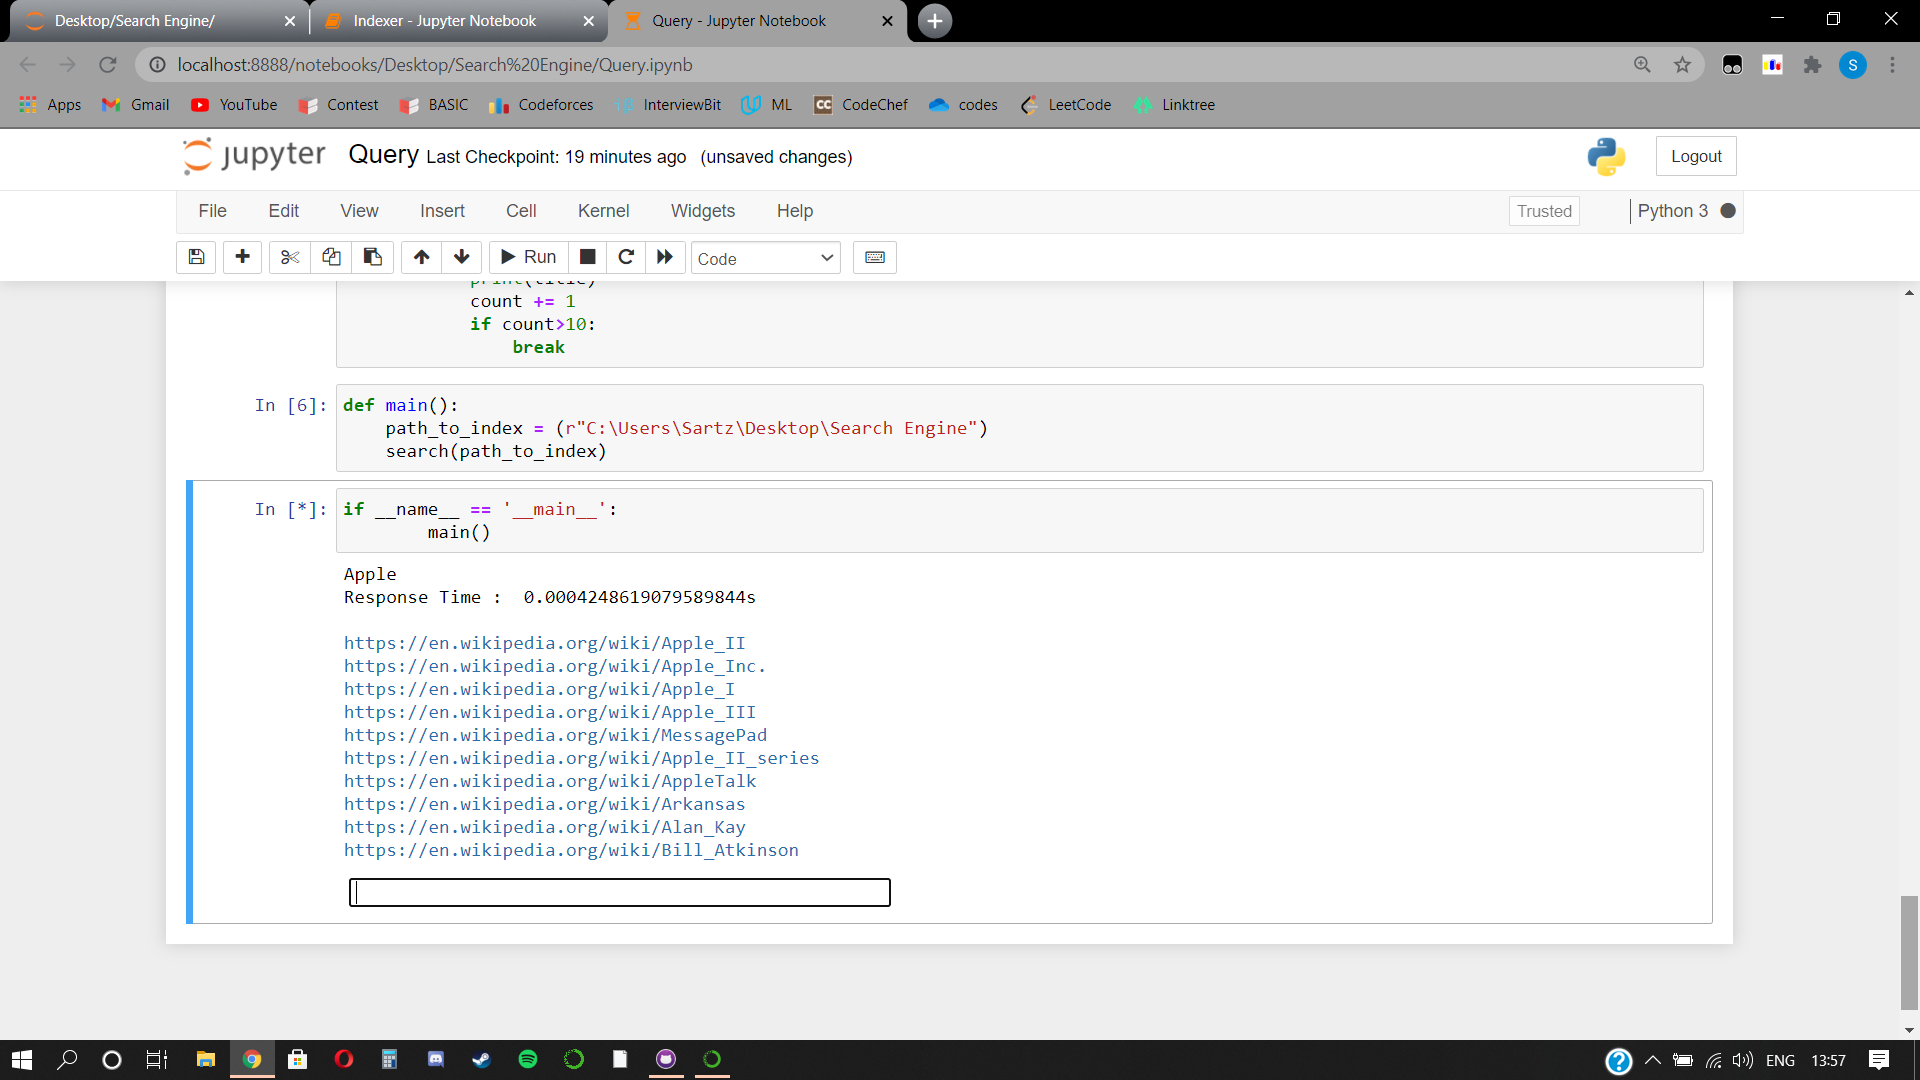 Desktop/Search Engine/
Indexer - Jupyter Notebook
Query - Jupyter Notebook
localhost:8888/notebooks/Desktop/Search%20Engine/Query.ipynb
S
Apps Gmail YouTube Contest BASIC Codeforces InterviewBit ML CC CodeChef codes LeetCode Linktree
jupyter Query Last Checkpoint: 19 minutes ago (unsaved changes)
Logout
File Edit View Insert Cell Kernel Widgets Help
Trusted Python 3
Run Code
print(title)
count += 1
if count>10:
break
In [6]: def main():
path_to_index = (r"C:\Users\Sartz\Desktop\Search Engine")
search(path_to_index)
In [*]: if __name__ == '__main__':
main()
Apple
Response Time : 0.0004248619079589844s
https://en.wikipedia.org/wiki/Apple_II
https://en.wikipedia.org/wiki/Apple_Inc.
https://en.wikipedia.org/wiki/Apple_I
https://en.wikipedia.org/wiki/Apple_III
https://en.wikipedia.org/wiki/MessagePad
https://en.wikipedia.org/wiki/Apple_II_series
https://en.wikipedia.org/wiki/AppleTalk
https://en.wikipedia.org/wiki/Arkansas
https://en.wikipedia.org/wiki/Alan_Kay
https://en.wikipedia.org/wiki/Bill_Atkinson
ENG 13:57